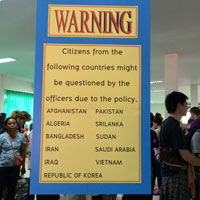 WARNING
Citizens from the
following countries might
be questioned by the
officers due to the policy.
AFGHANISTAN PAKISTAN
ALGERIA SRILANKA
BANGLADESH SUDAN
IRAN SAUDI ARABIA
IRAQ VIETNAM
REPUBLIC OF KOREA